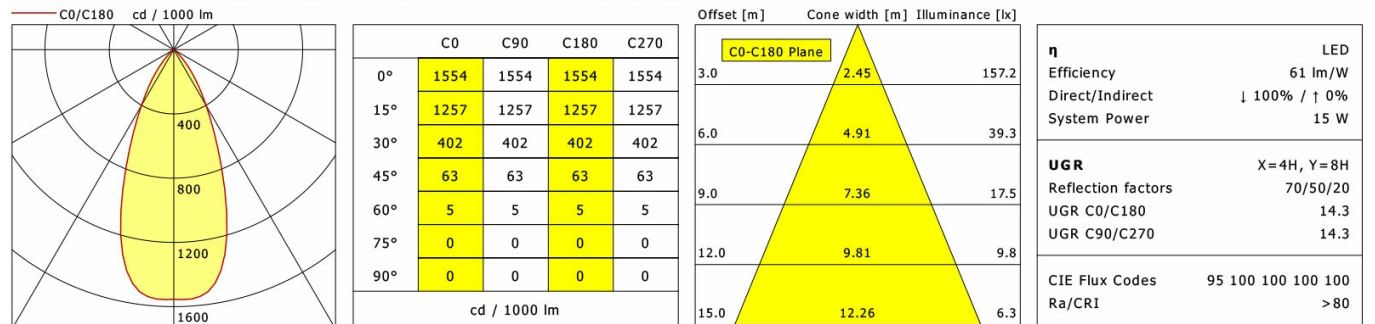 C0/C180 cd / 1000 lm
400
800
1200
1600
C0 C90 C180 C270
0° 1554 1554 1554 1554
15° 1257 1257 1257 1257
30° 402 402 402 402
45° 63 63 63 63
60° 5 5 5 5
75° 0 0 0 0
90° 0 0 0 0
cd / 1000 lm
Offset [m] Cone width [m] Illuminance [lx]
C0-C180 Plane
3.0 2.45 157.2
6.0 4.91 39.3
9.0 7.36 17.5
12.0 9.81 9.8
15.0 12.26 6.3
η LED
Efficiency 61 lm/W
Direct/Indirect ↓ 100% / ↑ 0%
System Power 15 W
UGR X=4H, Y=8H
Reflection factors 70/50/20
UGR C0/C180 14.3
UGR C90/C270 14.3
CIE Flux Codes 95 100 100 100 100
Ra/CRI >80